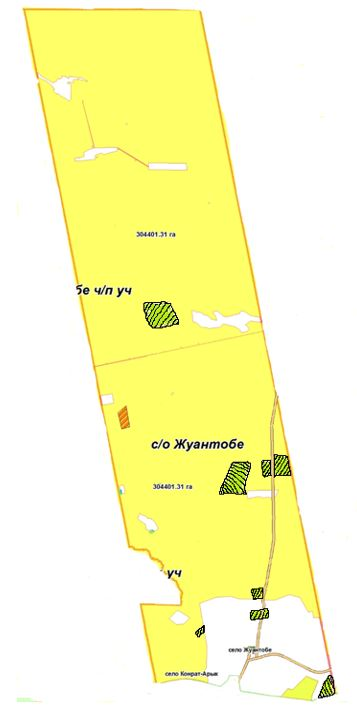 304401.31 га
бе ч/п уч
с/о Жуантобе
304401.31 га
уч
село Жуантобе
село Конрат-Арык